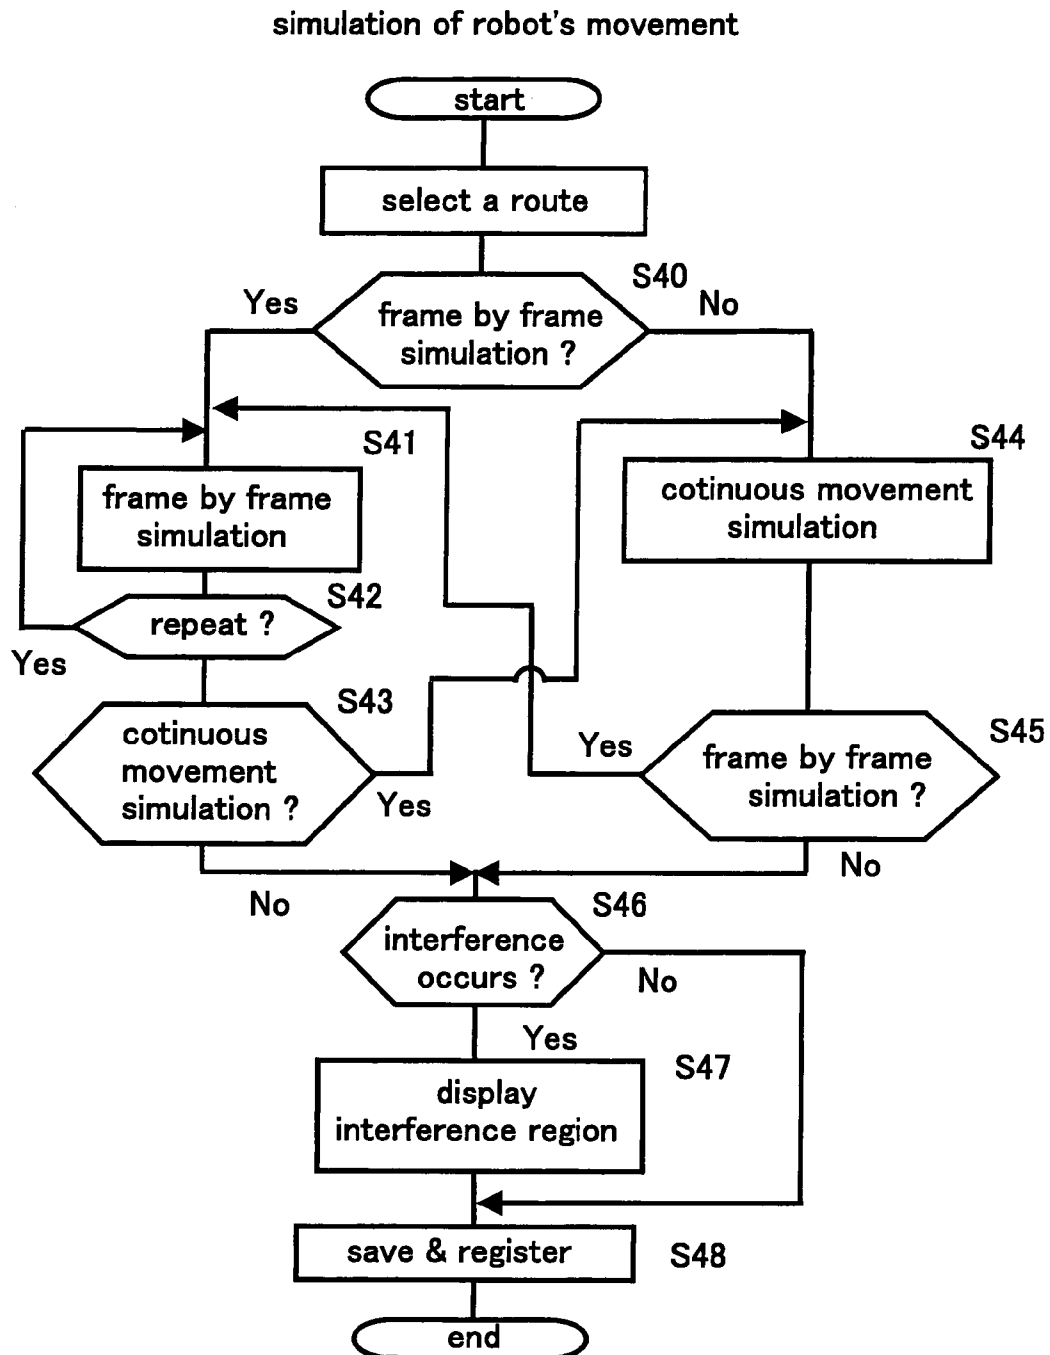 simulation of robot's movement
start
select a route
S40
Yes
No
frame by frame
simulation ?
S41
frame by frame
simulation
S44
cotinuous movement
simulation
S42
repeat ?
Yes
S43
cotinuous
movement
simulation ?
Yes
S45
Yes
frame by frame
simulation ?
No
No
S46
interference
occurs ?
No
Yes
S47
display
interference region
save & register
S48
end